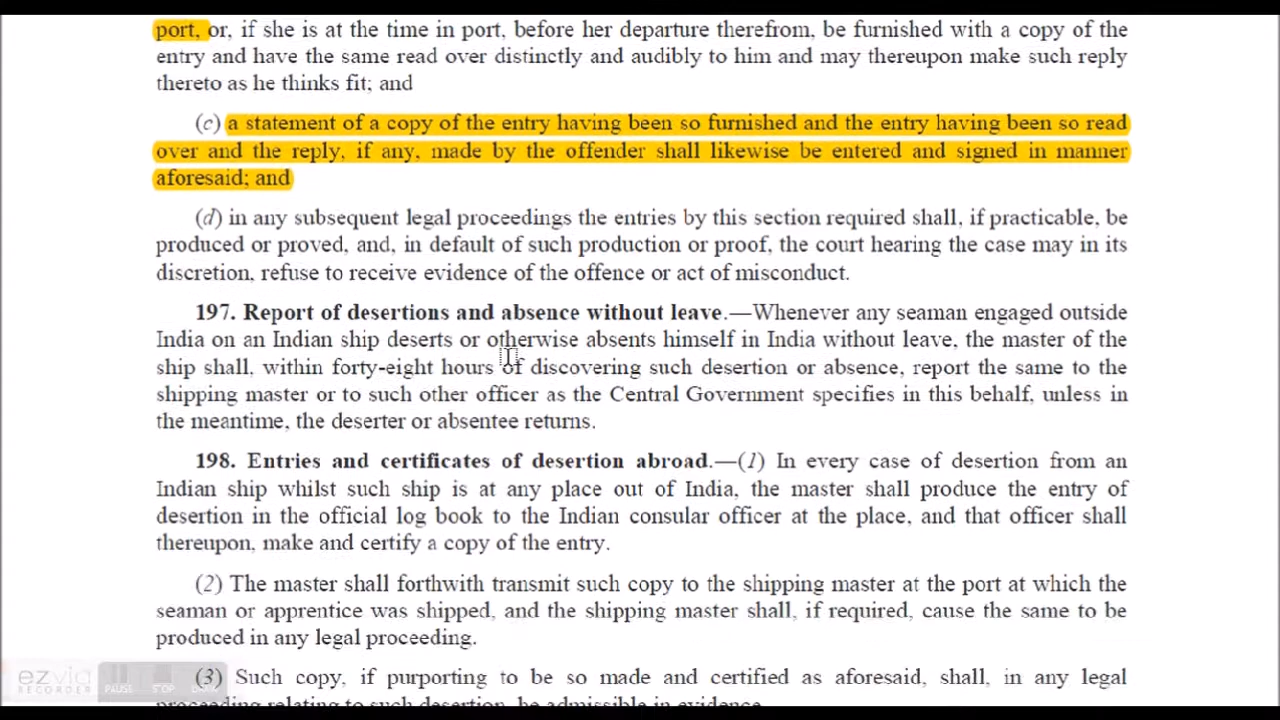 port, or, if she is at the time in port, before her departure therefrom, be furnished with a copy of the
entry and have the same read over distinctly and audibly to him and may thereupon make such reply
thereto as he thinks fit; and
(c) a statement of a copy of the entry having been so furnished and the entry having been so read
over and the reply, if any, made by the offender shall likewise be entered and signed in manner
aforesaid; and
(d) in any subsequent legal proceedings the entries by this section required shall, if practicable, be
produced or proved, and, in default of such production or proof, the court hearing the case may in its
discretion, refuse to receive evidence of the offence or act of misconduct.
197. Report of desertions and absence without leave.—Whenever any seaman engaged outside
India on an Indian ship deserts or otherwise absents himself in India without leave, the master of the
ship shall, within forty-eight hours of discovering such desertion or absence, report the same to the
shipping master or to such other officer as the Central Government specifies in this behalf, unless in
the meantime, the deserter or absentee returns.
198. Entries and certificates of desertion abroad.—(1) In every case of desertion from an
Indian ship whilst such ship is at any place out of India, the master shall produce the entry of
desertion in the official log book to the Indian consular officer at the place, and that officer shall
thereupon, make and certify a copy of the entry.
(2) The master shall forthwith transmit such copy to the shipping master at the port at which the
seaman or apprentice was shipped, and the shipping master shall, if required, cause the same to be
produced in any legal proceeding.
(3) Such copy, if purporting to be so made and certified as aforesaid, shall, in any legal
proceeding relating to such desertion, be admissible in evidence.
ezvid
RECORDER
PAUSE
STOP
DRAW